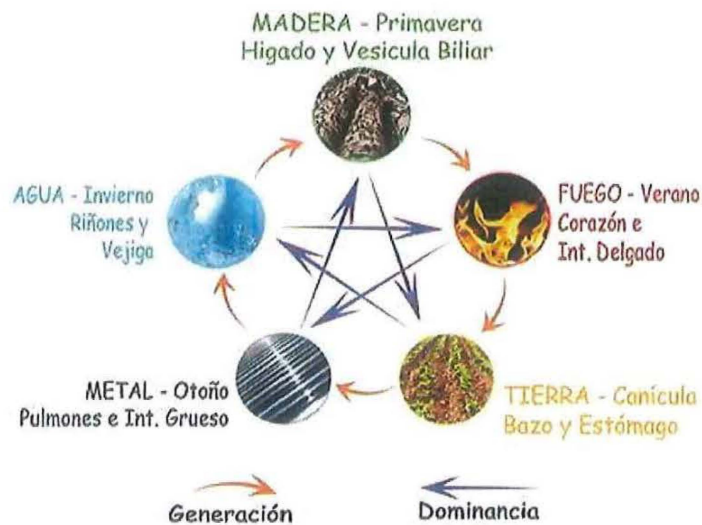 MADERA - Primavera
Higado y Vesicula Biliar
AGUA - Invierno
Riñones y
Vejiga
FUEGO - Verano
Corazón e
Int. Delgado
METAL - Otoño
Pulmones e Int. Grueso
TIERRA - Canícula
Bazo y Estómago
Generación
Dominancia